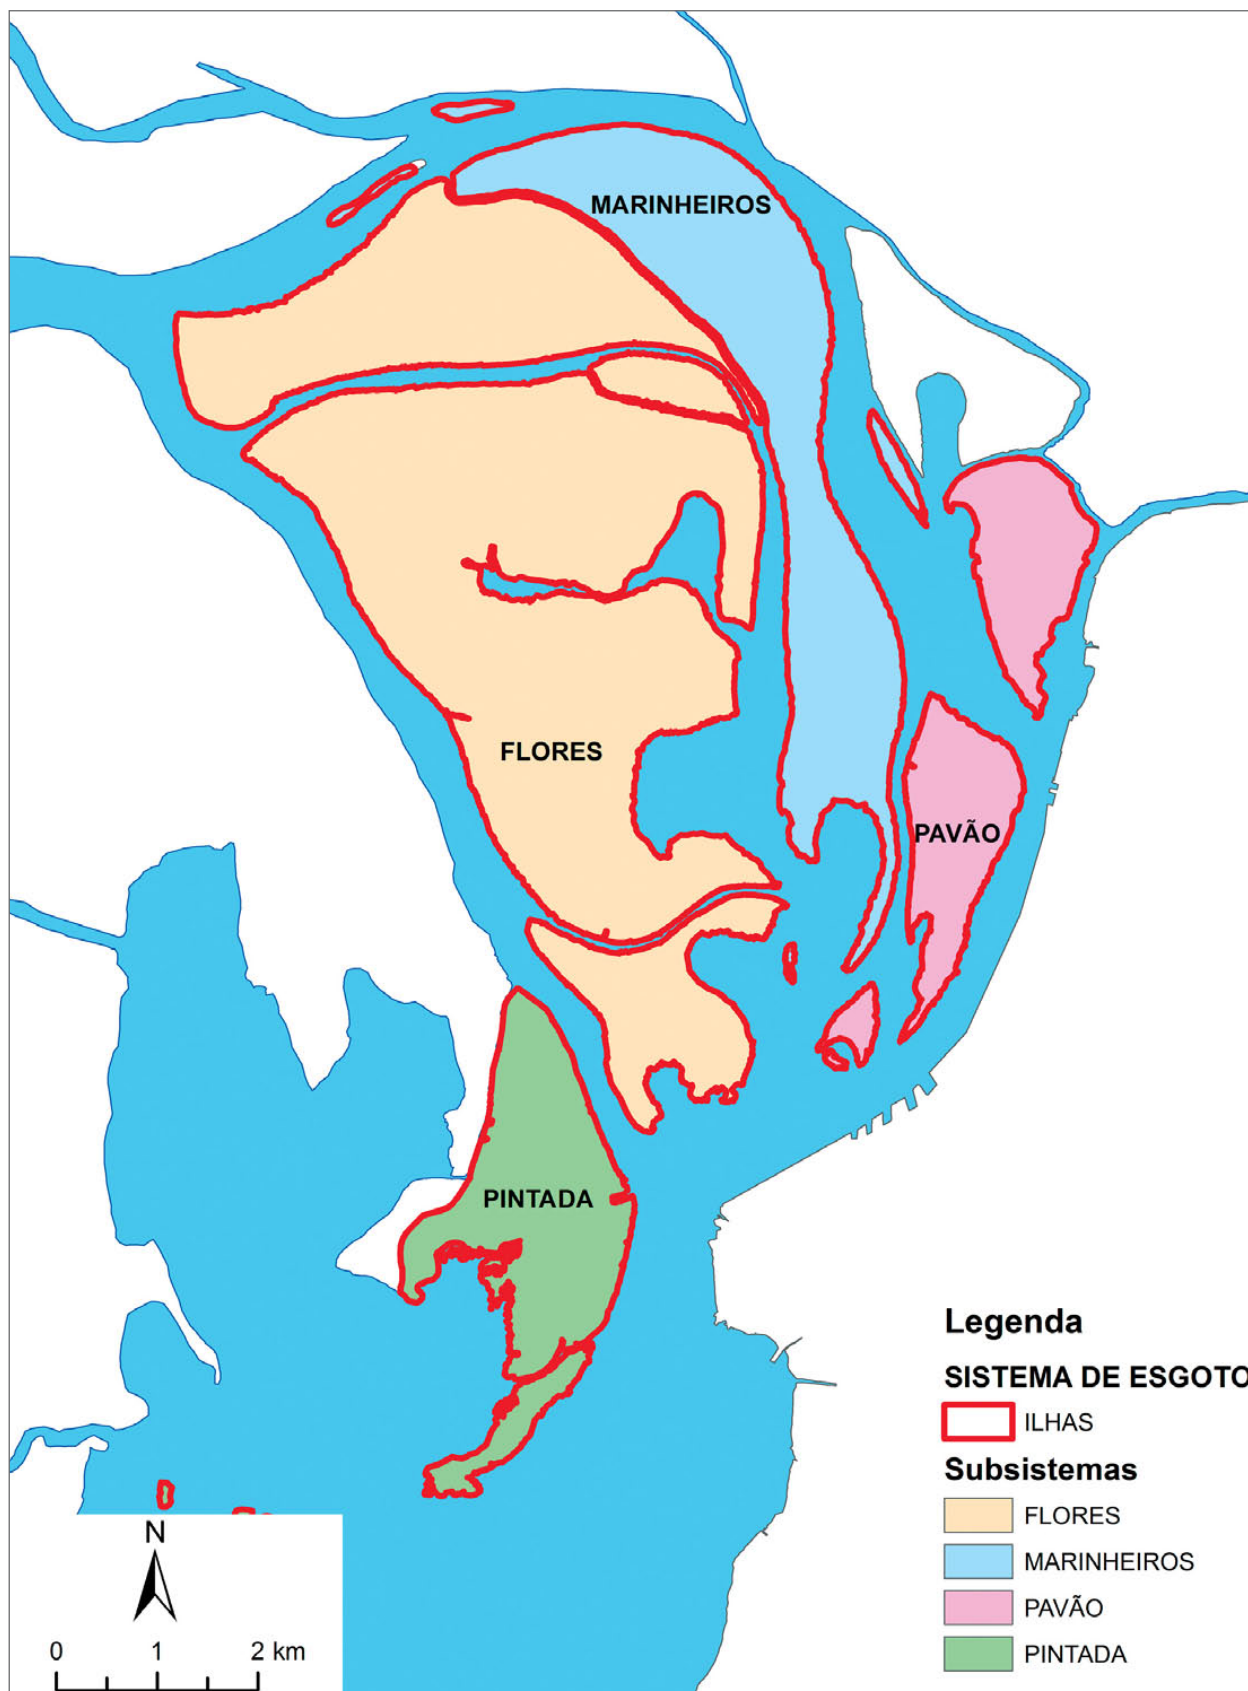 MARINHEIROS
FLORES
PAVÃO
PINTADA
Legenda
SISTEMA DE ESGOTO
ILHAS
Subsistemas
FLORES
MARINHEIROS
PAVÃO
PINTADA
N
0 1 2 km